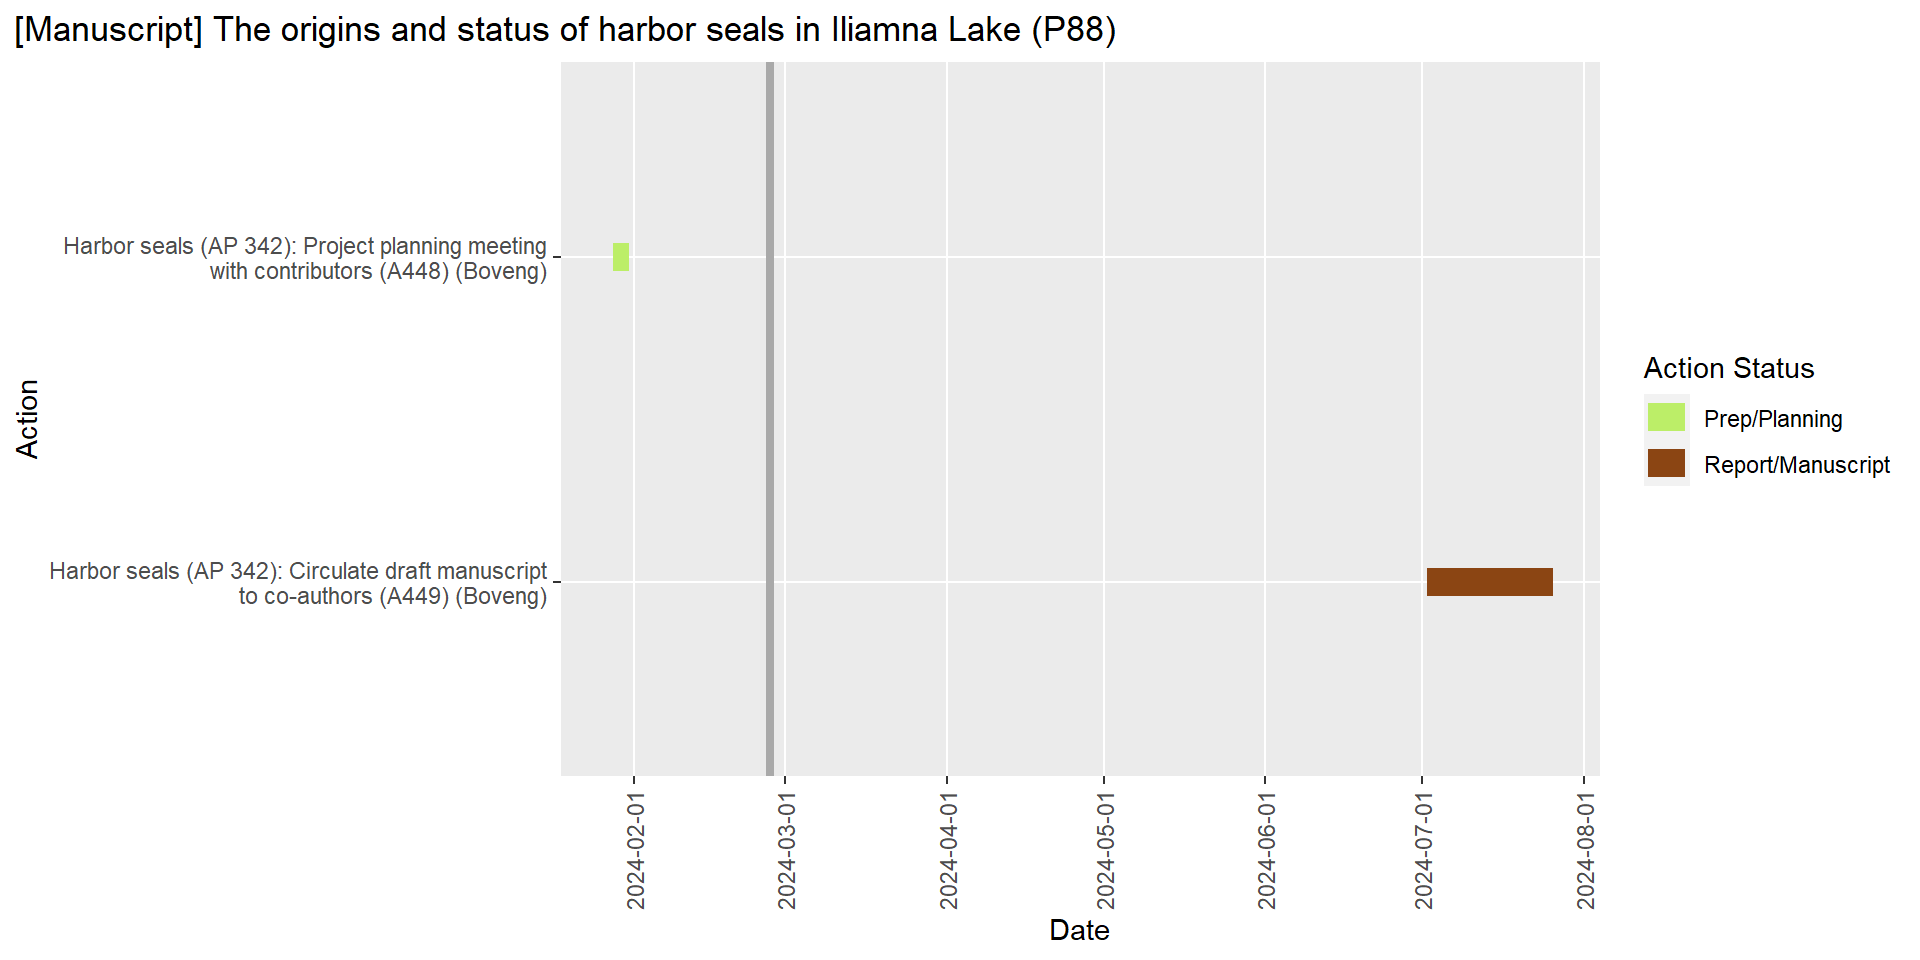 [Manuscript] The origins and status of harbor seals in Iliamna Lake (P88)
Action
Harbor seals (AP 342): Project planning meeting
with contributors (A448) (Boveng)
Harbor seals (AP 342): Circulate draft manuscript
to co-authors (A449) (Boveng)
2024-02-01
2024-03-01
2024-04-01
2024-05-01
2024-06-01
2024-07-01
2024-08-01
Date
Action Status
Prep/Planning
Report/Manuscript